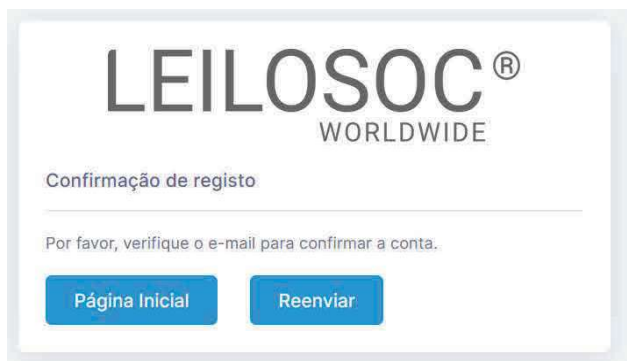 LEILOSOC®
WORLDWIDE
Confirmação de registo
Por favor, verifique o e-mail para confirmar a conta.
Página Inicial
Reenviar